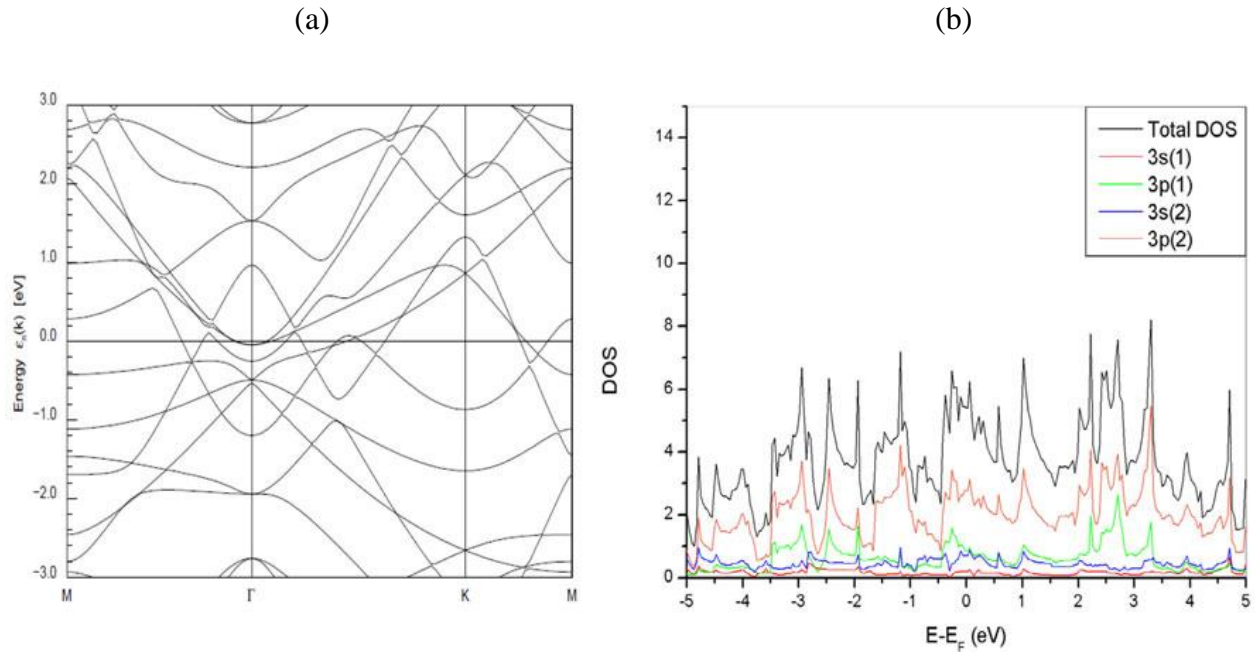 (a)
(b)
Energy εn(k) [eV]
3.0
2.0
1.0
0.0
−1.0
−2.0
−3.0
M
Γ
K
M
DOS
14
12
10
8
6
4
2
0
-5
-4
-3
-2
-1
0
1
2
3
4
5
E-EF (eV)
Total DOS
3s(1)
3p(1)
3s(2)
3p(2)